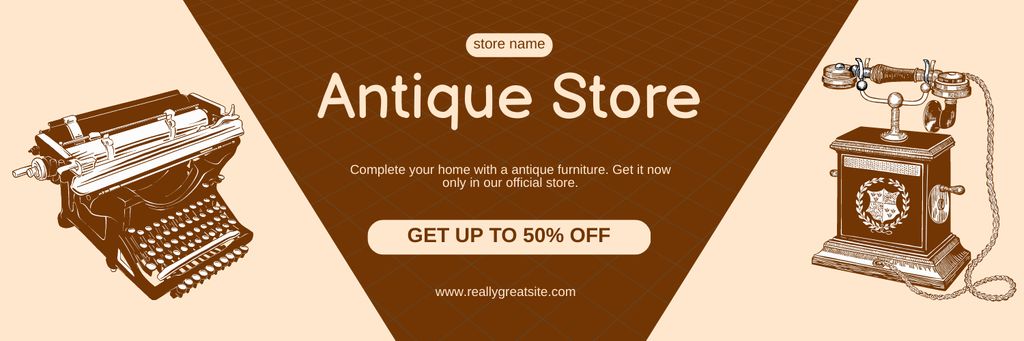 store name
Antique Store
Complete your home with a antique furniture. Get it now
only in our official store.
GET UP TO 50% OFF
www.reallygreatsite.com